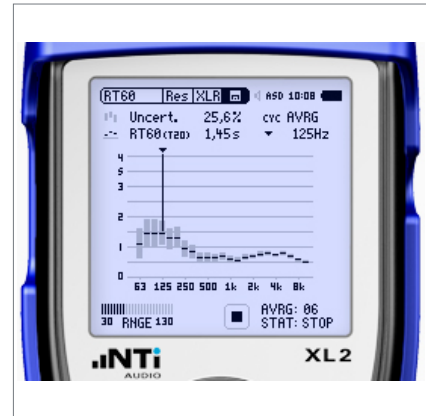 RT60 Res XLR ASD 10:08
Uncert. 25,6% cyc AVRG
RT60(T20) 1,45s ▾ 125Hz
4
s
3
2
1
0
63 125 250 500 1k 2k 4k 8k
30 RNGE 130
AVRG: 06
STAT: STOP
NTi
AUDIO
XL2